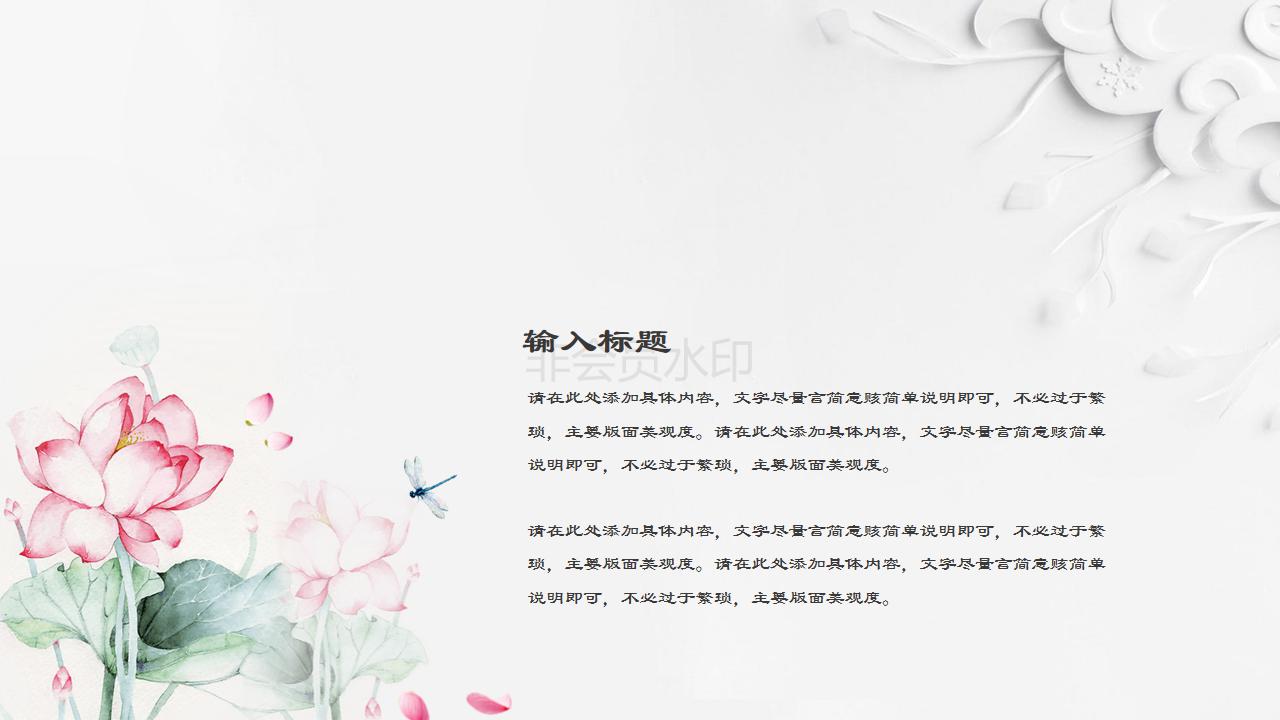 输入标题
非会员水印
请在此处添加具体内容，文字尽量言简意赅简单说明即可，不必过于繁
琐，主要版面美观度。请在此处添加具体内容，文字尽量言简意赅简单
说明即可，不必过于繁琐，主要版面美观度。
请在此处添加具体内容，文字尽量言简意赅简单说明即可，不必过于繁
琐，主要版面美观度。请在此处添加具体内容，文字尽量言简意赅简单
说明即可，不必过于繁琐，主要版面美观度。